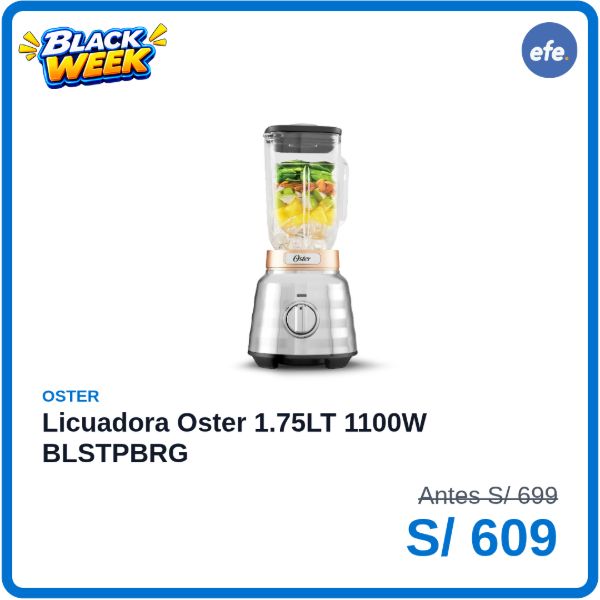 BLACK
WEEK
efe.
Oster
OSTER
Licuadora Oster 1.75LT 1100W
BLSTPBRG
Antes S/ 699
S/ 609